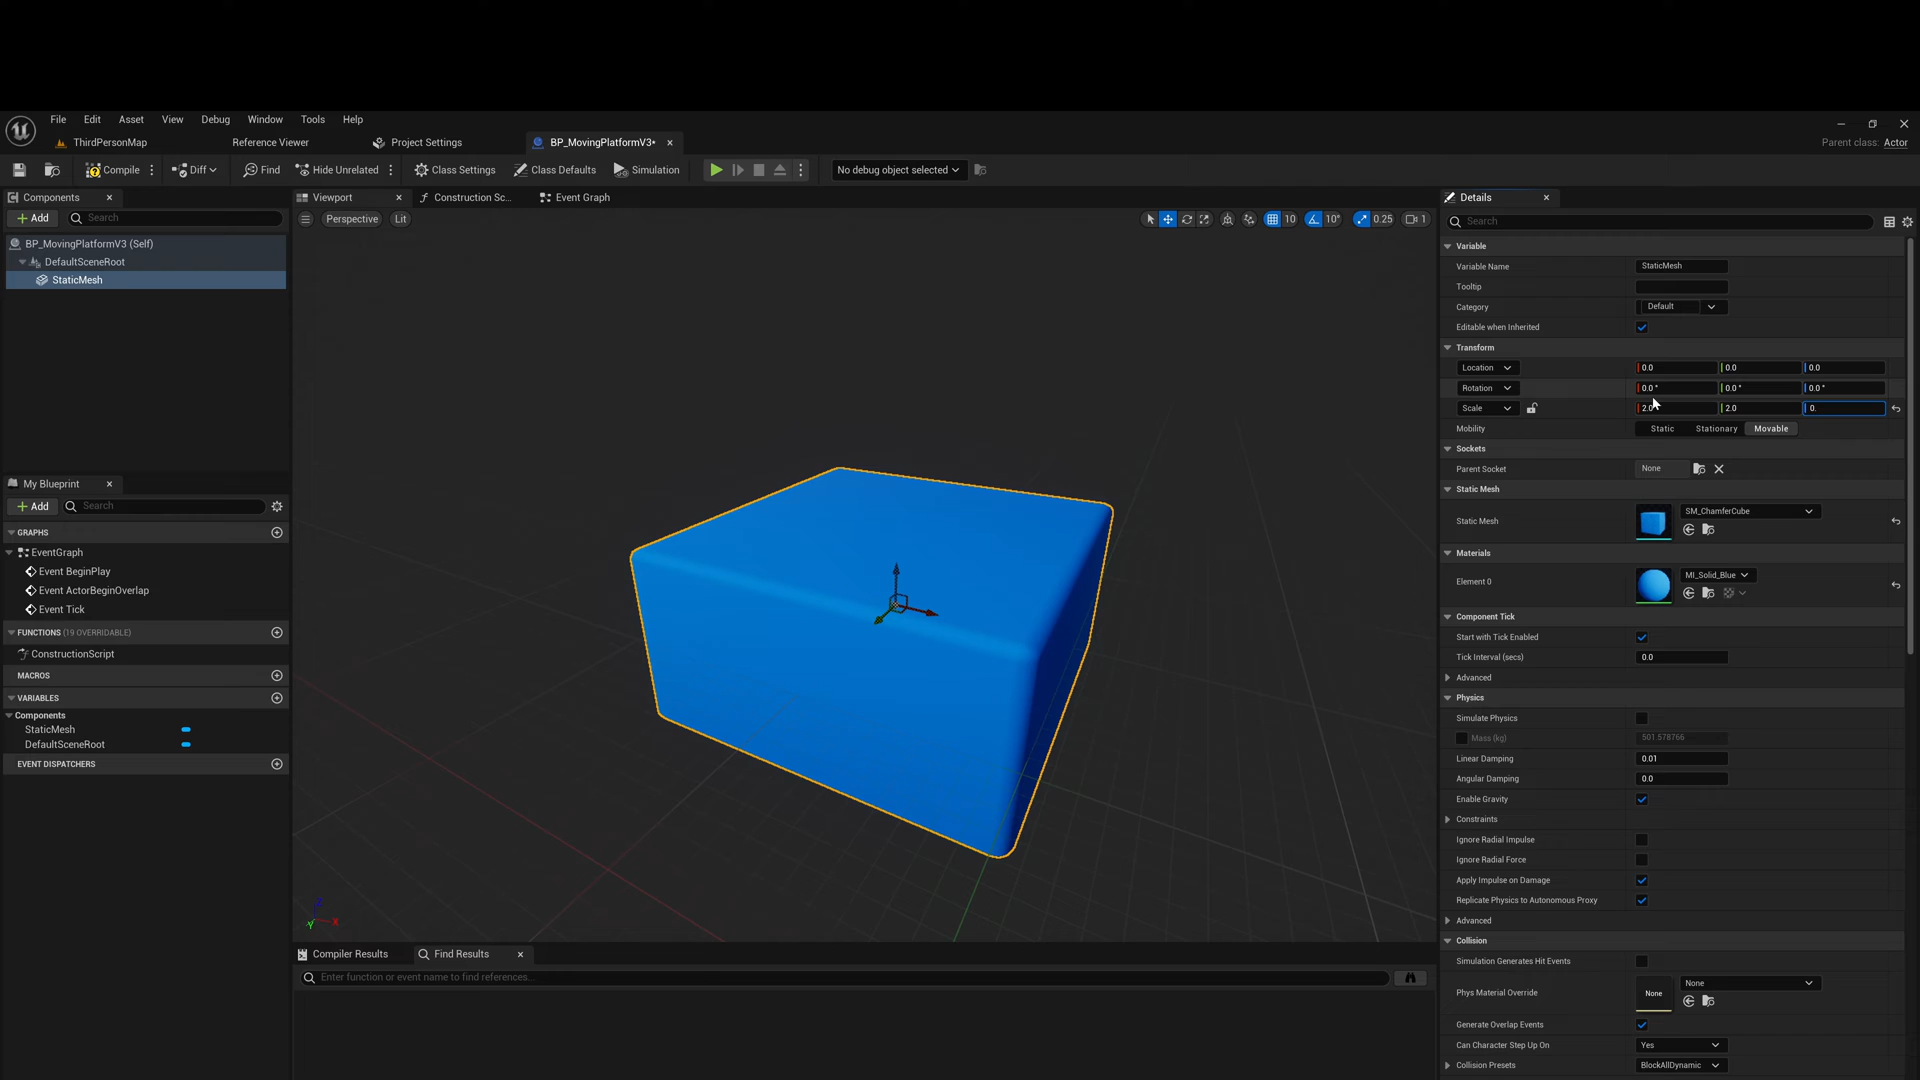 File Edit Asset View Debug Window Tools Help
ThirdPersonMap Reference Viewer Project Settings BP_MovingPlatformV3*
Parent class: Actor
Compile Diff Find Hide Unrelated Class Settings Class Defaults Simulation No debug object selected
Components
Add Search
BP_MovingPlatformV3 (Self)
DefaultSceneRoot
StaticMesh
My Blueprint
Add Search
GRAPHS
EventGraph
Event BeginPlay
Event ActorBeginOverlap
Event Tick
FUNCTIONS (19 OVERRIDABLE)
ConstructionScript
MACROS
VARIABLES
Components
StaticMesh
DefaultSceneRoot
EVENT DISPATCHERS
Viewport Construction Sc... Event Graph
Perspective Lit 10 10° 0.25 1
Z
X
Y
Compiler Results Find Results
Enter function or event name to find references...
Details
Search
Variable
Variable Name StaticMesh
Tooltip
Category Default
Editable when Inherited
Transform
Location 0.0 0.0 0.0
Rotation 0.0 ° 0.0 ° 0.0 °
Scale 2.0 2.0 0.
Mobility Static Stationary Movable
Sockets
Parent Socket None
Static Mesh
Static Mesh SM_ChamferCube
Materials
Element 0 MI_Solid_Blue
Component Tick
Start with Tick Enabled
Tick Interval (secs) 0.0
Advanced
Physics
Simulate Physics
Mass (kg) 501.578766
Linear Damping 0.01
Angular Damping 0.0
Enable Gravity
Constraints
Ignore Radial Impulse
Ignore Radial Force
Apply Impulse on Damage
Replicate Physics to Autonomous Proxy
Advanced
Collision
Simulation Generates Hit Events
Phys Material Override None None
Generate Overlap Events
Can Character Step Up On Yes
Collision Presets BlockAllDynamic